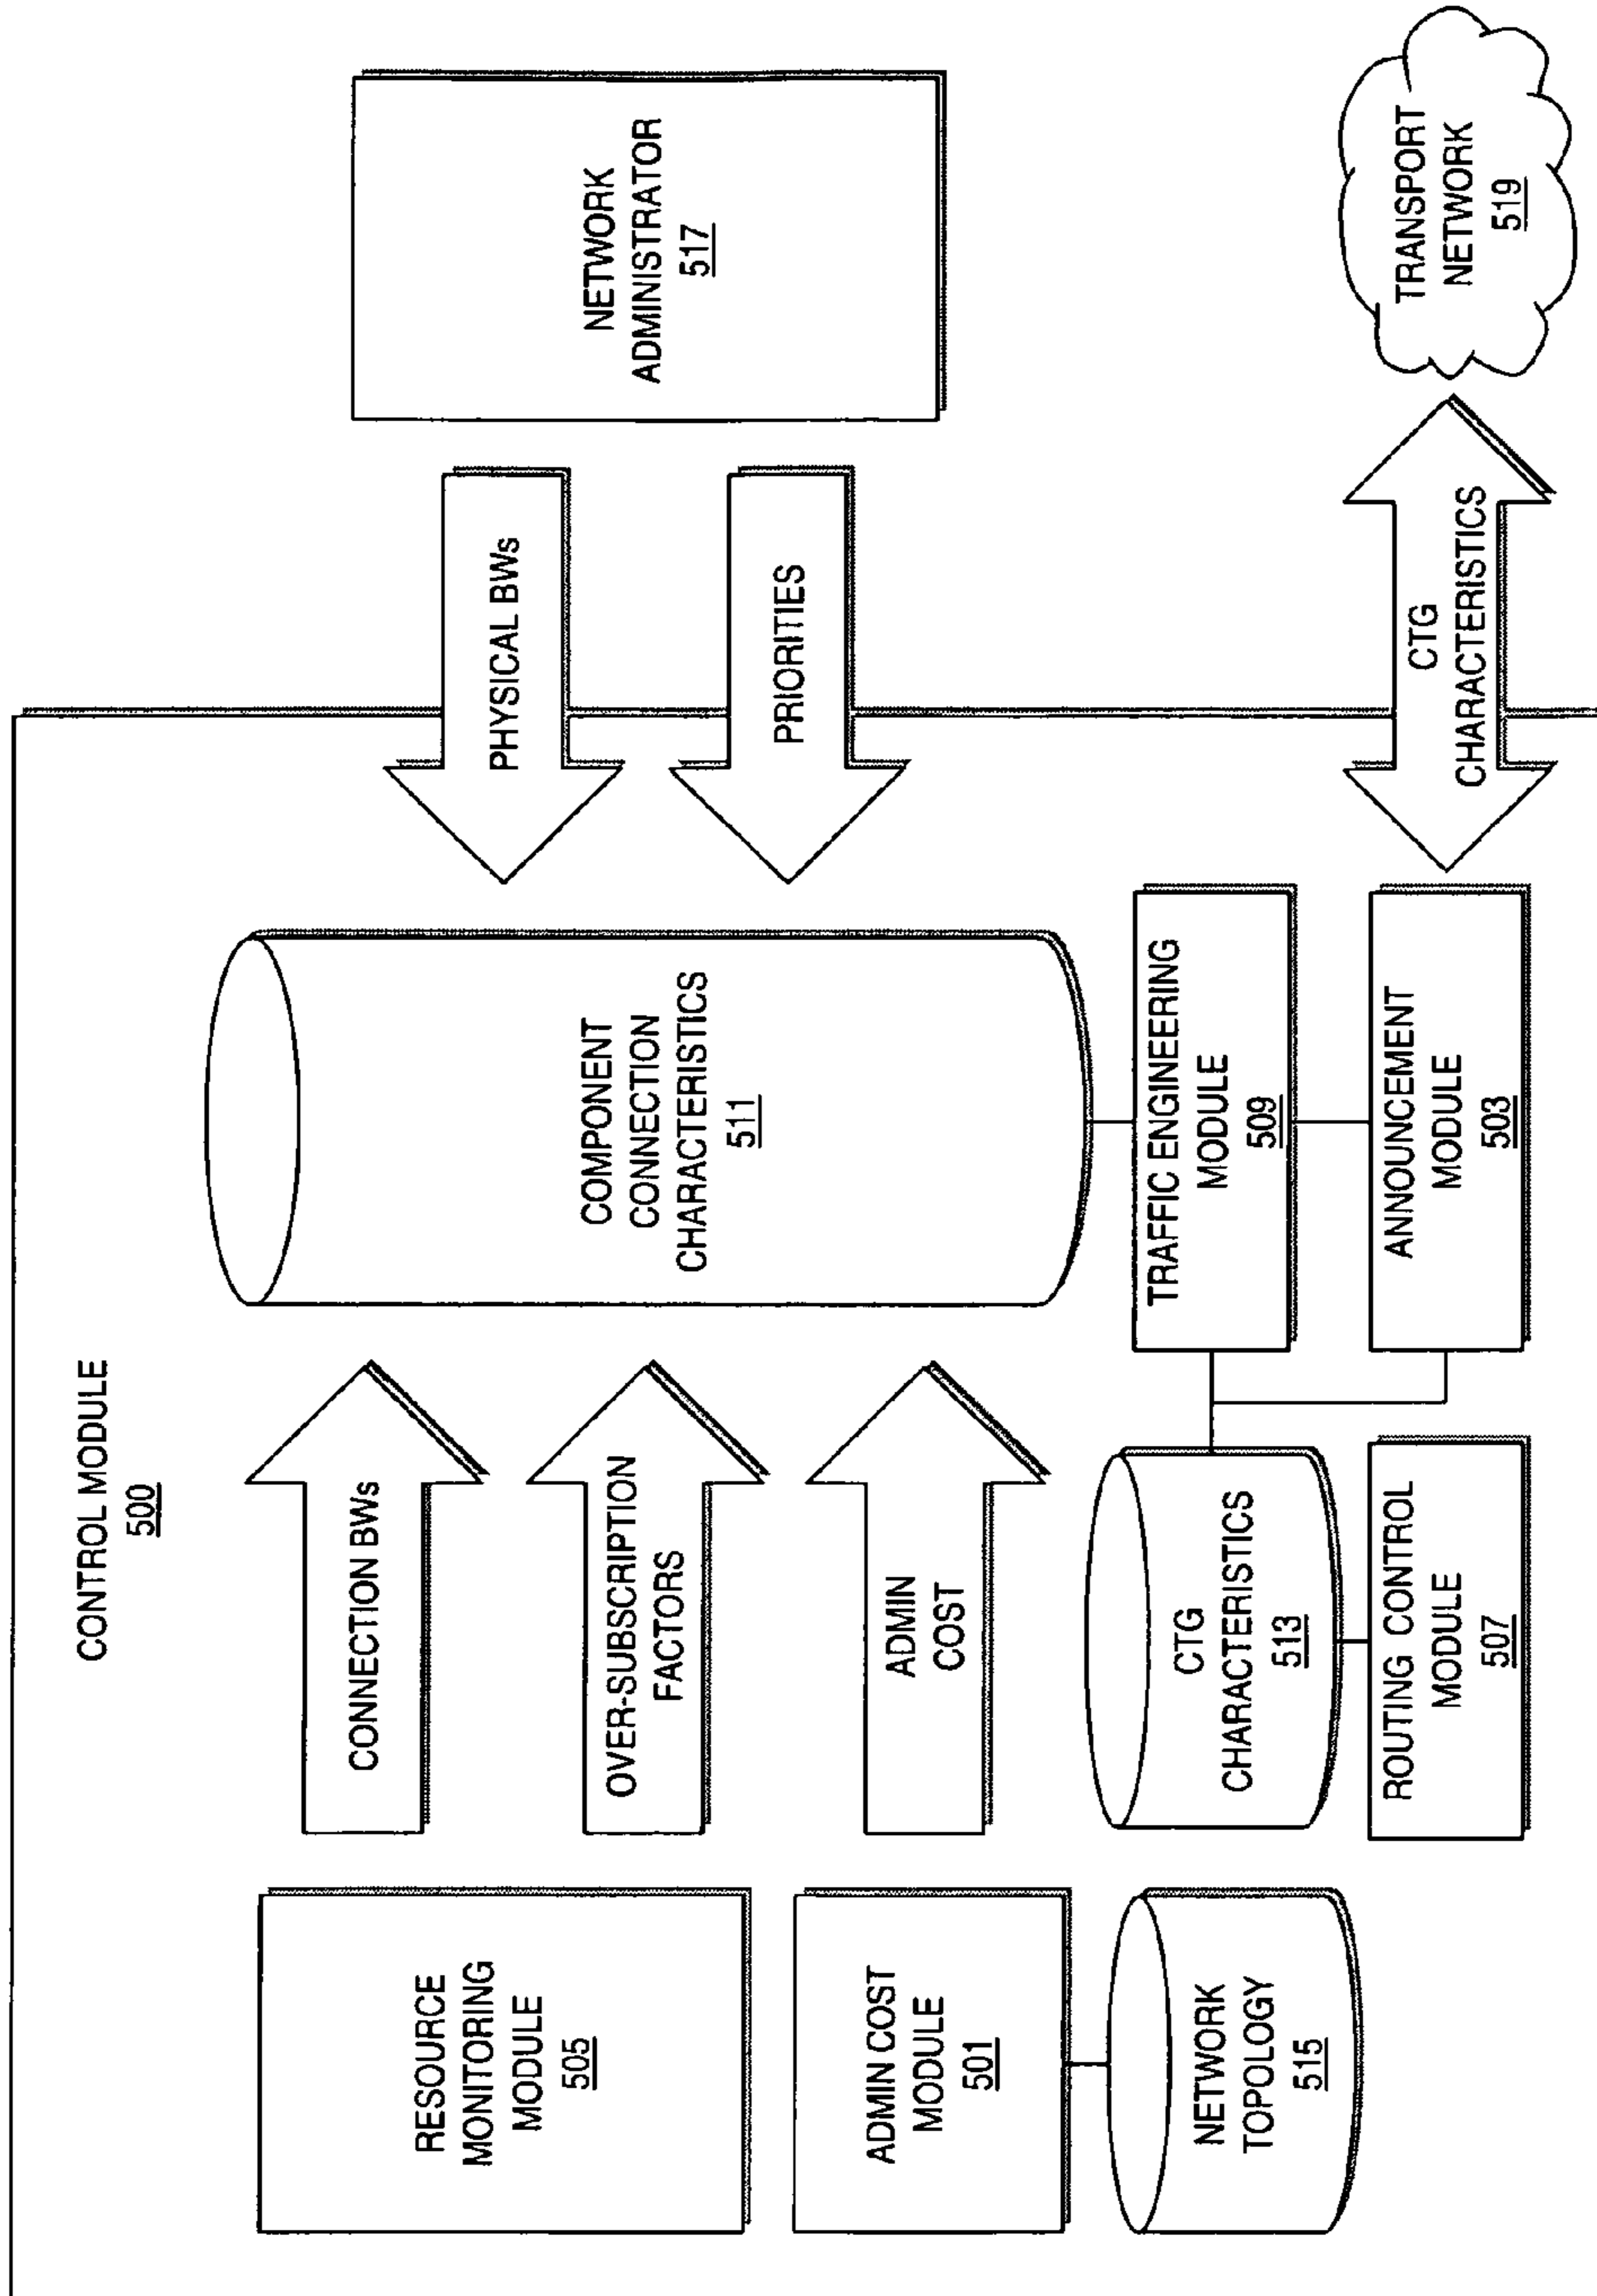 CONTROL MODULE
500
RESOURCE
MONITORING
MODULE
505
CONNECTION BWs
OVER-SUBSCRIPTION
FACTORS
ADMIN COST
MODULE
501
ADMIN
COST
NETWORK
TOPOLOGY
515
COMPONENT
CONNECTION
CHARACTERISTICS
511
PHYSICAL BWs
PRIORITIES
NETWORK
ADMINISTRATOR
517
CTG
CHARACTERISTICS
513
TRAFFIC ENGINEERING
MODULE
509
ROUTING CONTROL
MODULE
507
ANNOUNCEMENT
MODULE
503
CTG
CHARACTERISTICS
TRANSPORT
NETWORK
519